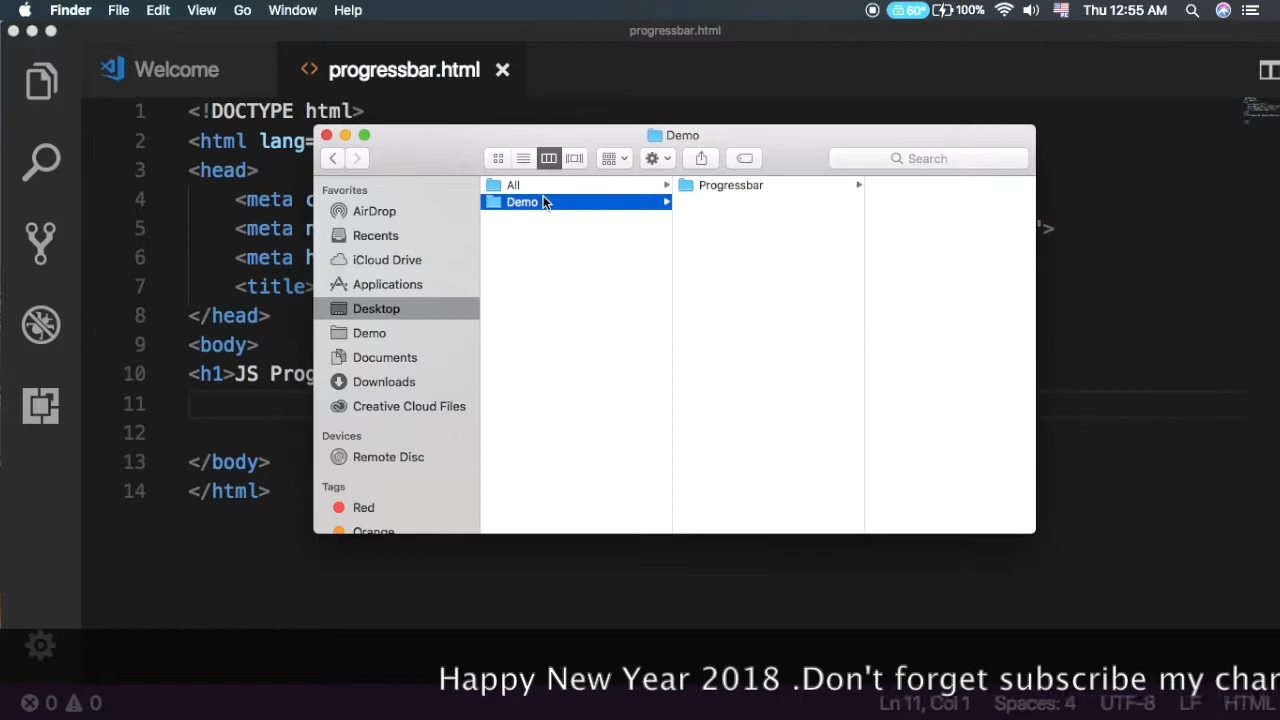 Finder File Edit View Go Window Help 60° 100% Thu 12:55 AM
progressbar.html
Welcome <> progressbar.html
1 <!DOCTYPE html>
2 <html lang=
3 <head>
4 <meta
5 <meta '>
6 <meta
7 <title>
8 </head>
9 <body>
10 <h1>JS Prog
11
12
13 </body>
14 </html>
Demo
Search
Favorites
AirDrop
Recents
iCloud Drive
Applications
Desktop
Demo
Documents
Downloads
Creative Cloud Files
Devices
Remote Disc
Tags
Red
Orange
All
Demo
Progressbar
Happy New Year 2018 .Don't forget subscribe my chan
0 0 Ln 11, Col 1 Spaces: 4 UTF-8 LF HTML